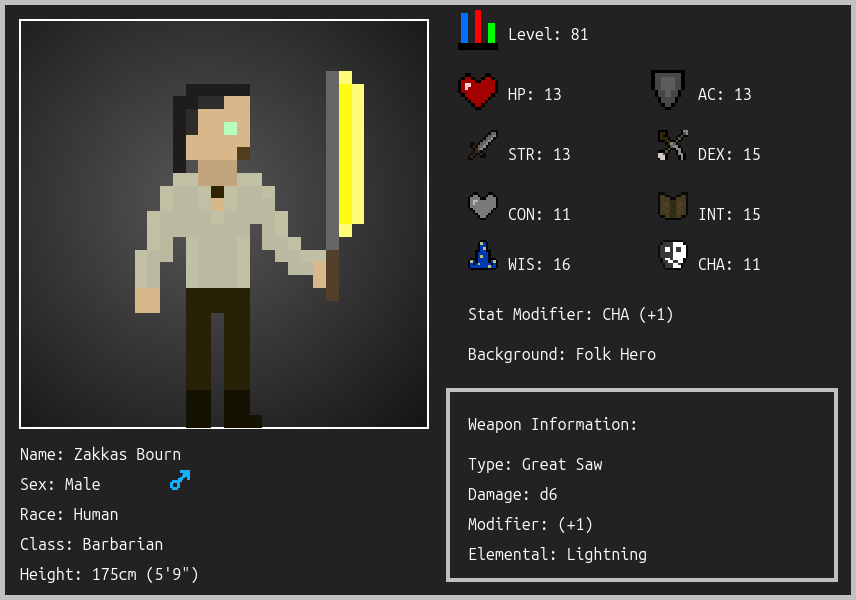 Level: 81
HP: 13
AC: 13
STR: 13
DEX: 15
CON: 11
INT: 15
WIS: 16
CHA: 11
Stat Modifier: CHA (+1)
Background: Folk Hero
Name: Zakkas Bourn
Sex: Male
Race: Human
Class: Barbarian
Height: 175cm (5'9")
Weapon Information:
Type: Great Saw
Damage: d6
Modifier: (+1)
Elemental: Lightning